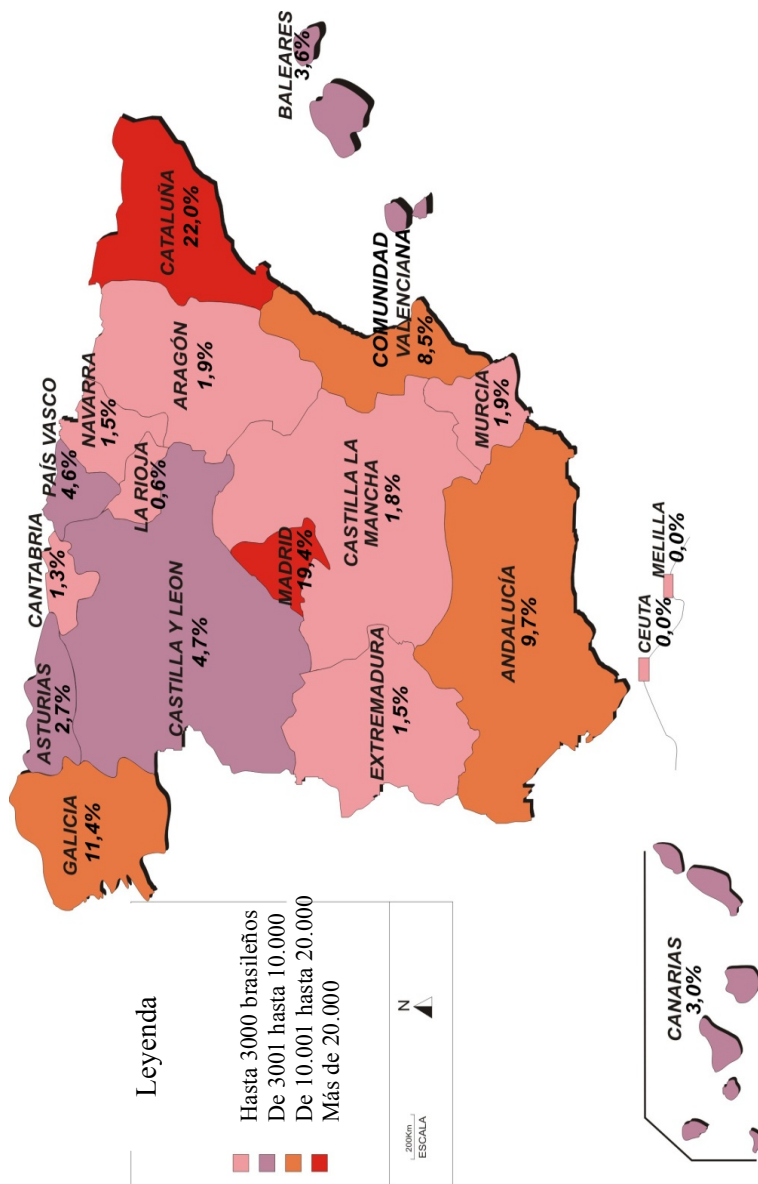 GALICIA
11,4%
ASTURIAS
2,7%
CANTABRIA
1,3%
PAÍS VASCO
4,6%
NAVARRA
1,5%
LA RIOJA
0,6%
ARAGÓN
1,9%
CATALUÑA
22,0%
CASTILLA Y LEON
4,7%
MADRID
19,4%
CASTILLA LA
MANCHA
1,8%
COMUNIDAD
VALENCIANA
8,5%
BALEARES
3,6%
EXTREMADURA
1,5%
MURCIA
1,9%
ANDALUCÍA
9,7%
CEUTA
0,0%
MELILLA
0,0%
CANARIAS
3,0%
Leyenda
Hasta 3000 brasileños
De 3001 hasta 10.000
De 10.001 hasta 20.000
Más de 20.000
200Km
ESCALA
N